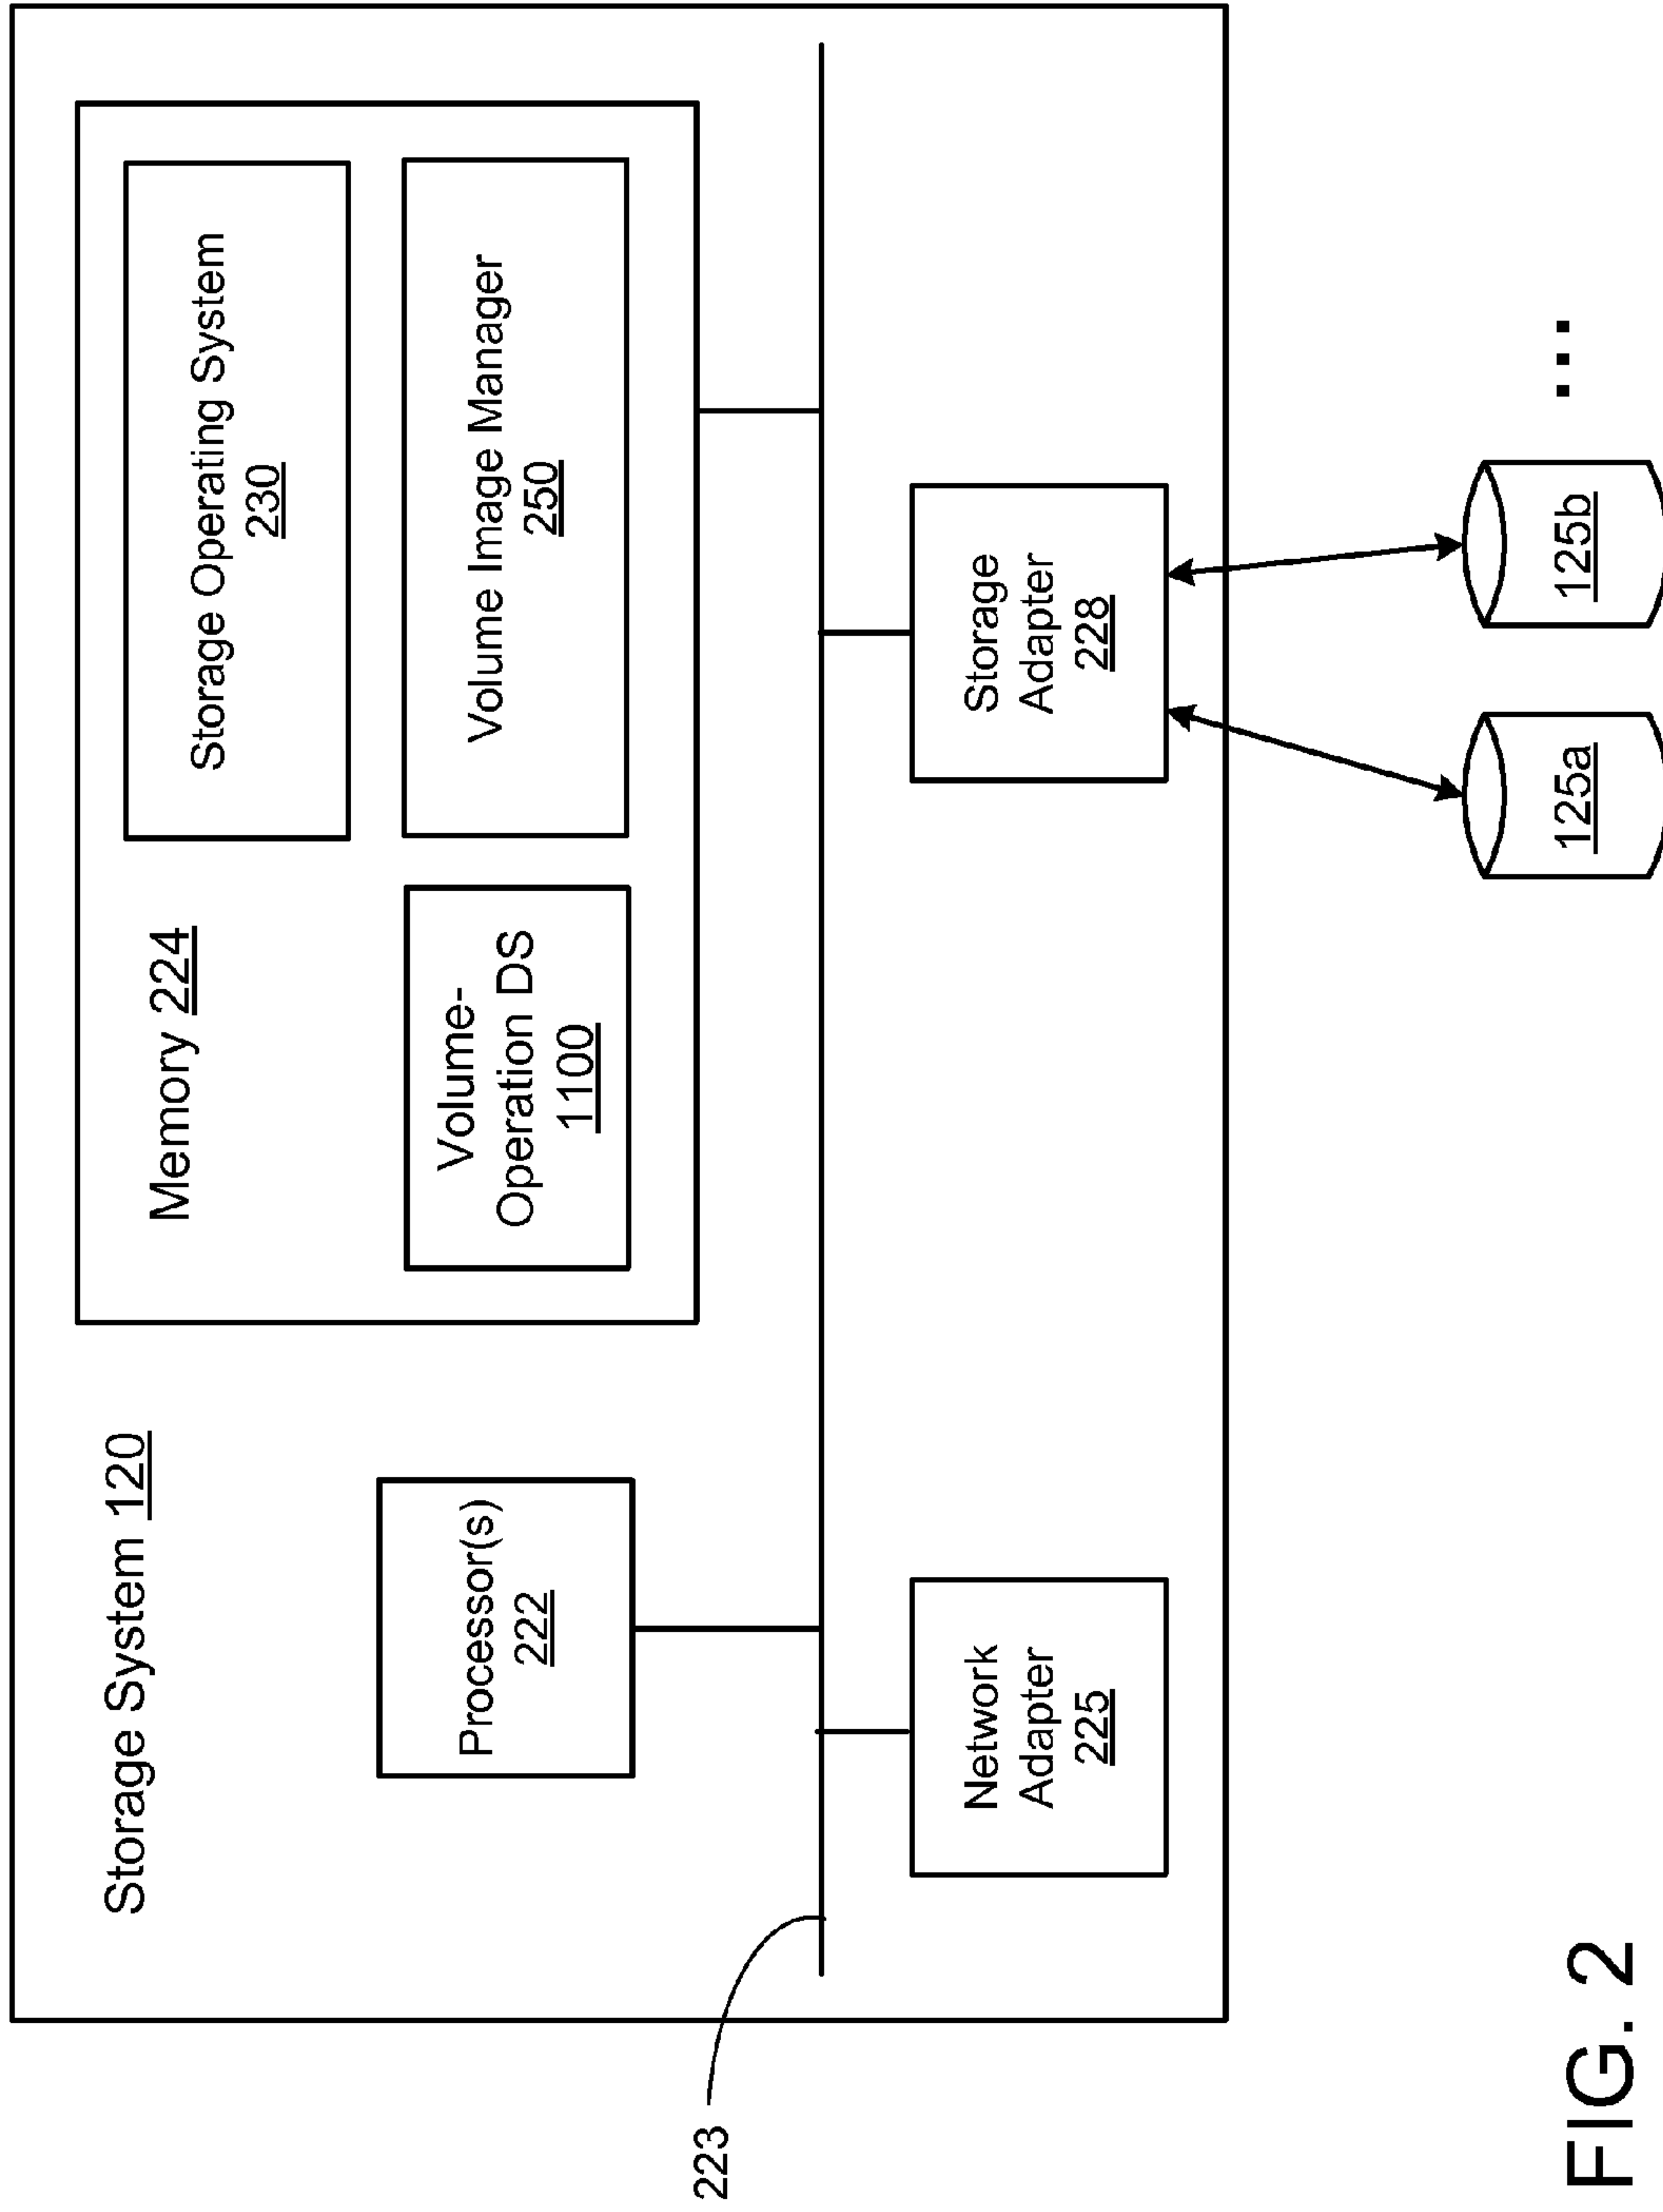 Storage System 120
Memory 224
Storage Operating System
230
Processor(s)
222
Volume-
Operation DS
1100
Volume Image Manager
250
223
Network
Adapter
225
Storage
Adapter
228
125a
125b
...
FIG. 2